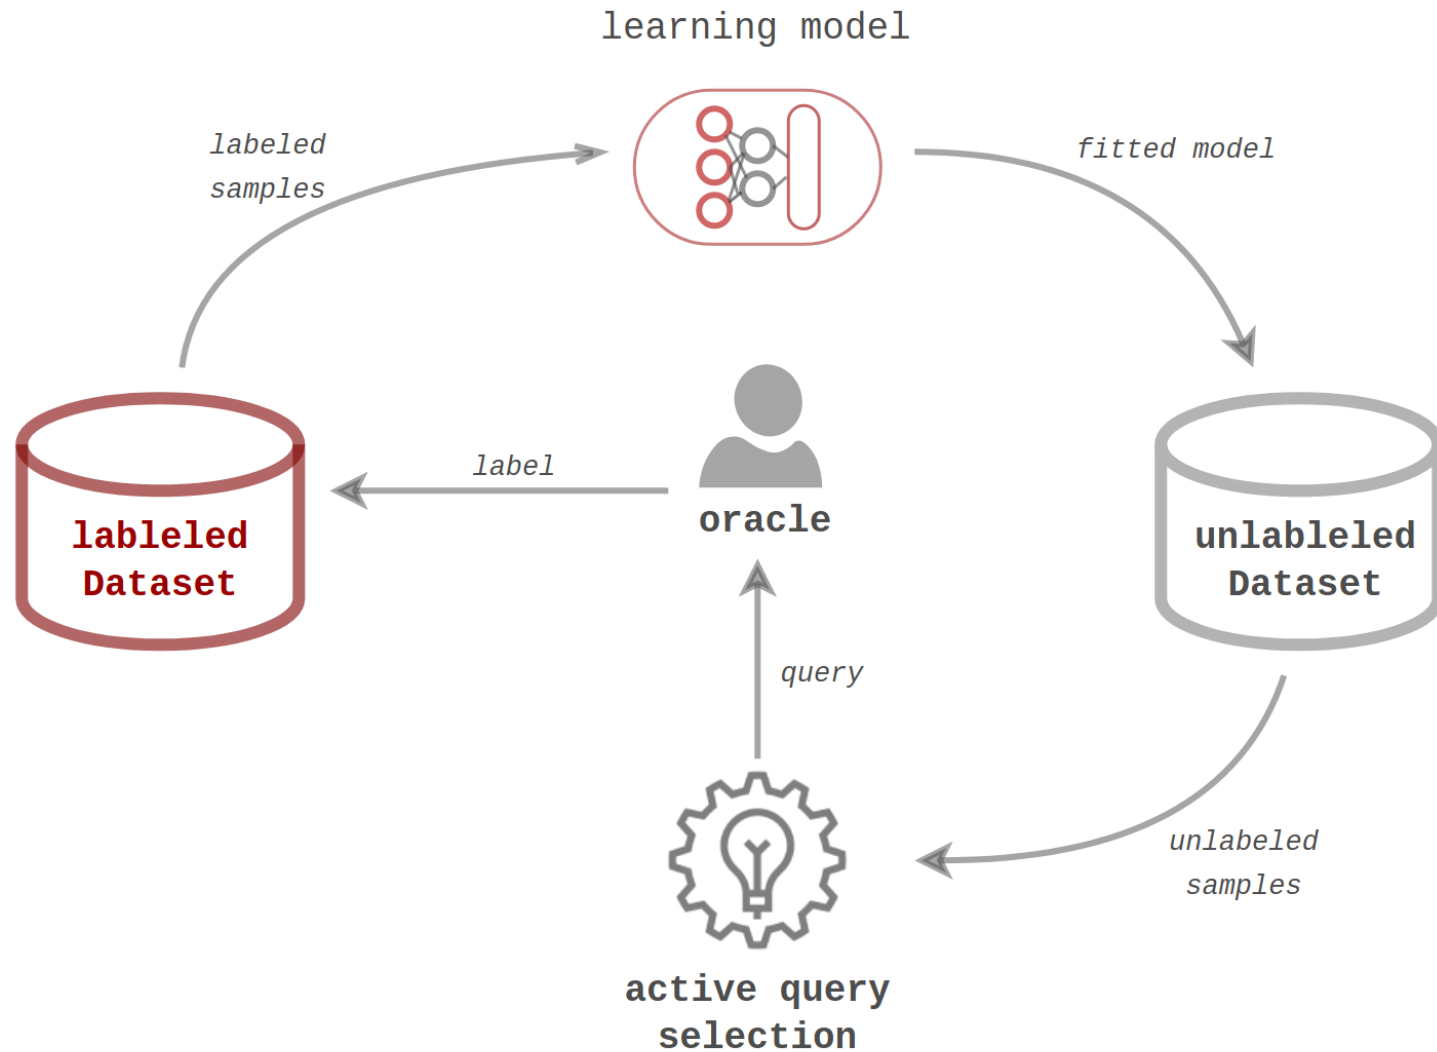 learning model
labeled
samples
fitted model
label
oracle
lableled
Dataset
unlableled
Dataset
query
unlabeled
samples
active query
selection